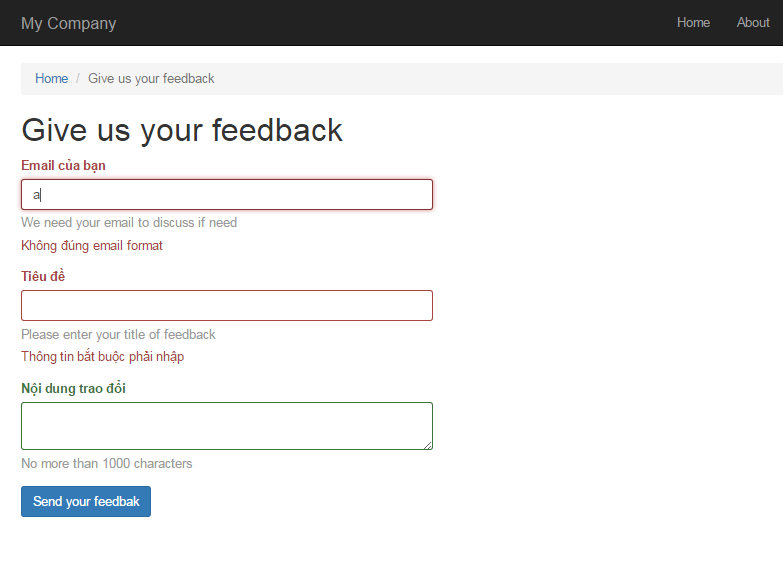 My Company
Home
About
Home / Give us your feedback
Give us your feedback
Email của bạn
a
We need your email to discuss if need
Không đúng email format
Tiêu đề
Please enter your title of feedback
Thông tin bắt buộc phải nhập
Nội dung trao đổi
No more than 1000 characters
Send your feedbak